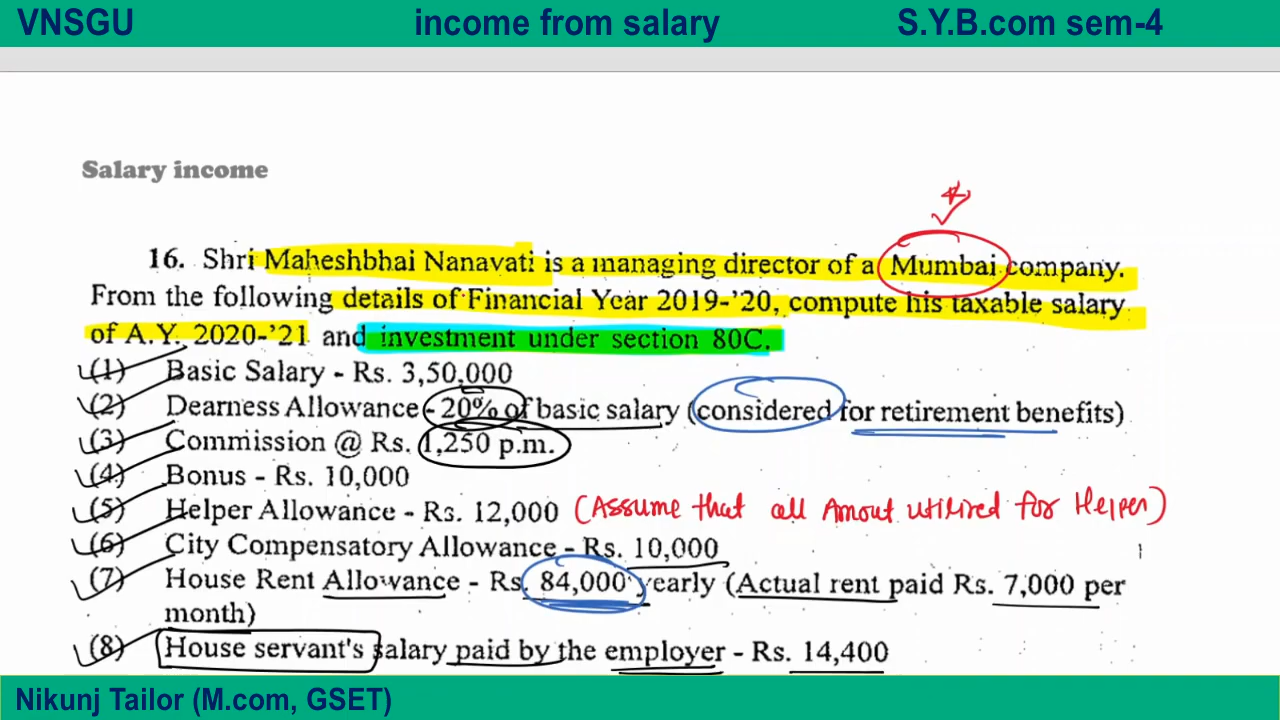 VNSGU income from salary S.Y.B.com sem-4
Salary income
16. Shri Maheshbhai Nanavati is a managing director of a Mumbai company.
From the following details of Financial Year 2019-'20, compute his taxable salary
of A.Y. 2020-'21 and investment under section 80C.
(1) Basic Salary - Rs. 3,50,000
(2) Dearness Allowance - 20% of basic salary (considered for retirement benefits)
(3) Commission @ Rs. 1,250 p.m.
(4) Bonus - Rs. 10,000
(5) Helper Allowance - Rs. 12,000 (Assume that all Amout utilized for Helper)
(6) City Compensatory Allowance - Rs. 10,000
(7) House Rent Allowance - Rs. 84,000 yearly (Actual rent paid Rs. 7,000 per
month)
(8) House servant's salary paid by the employer - Rs. 14,400
Nikunj Tailor (M.com, GSET)